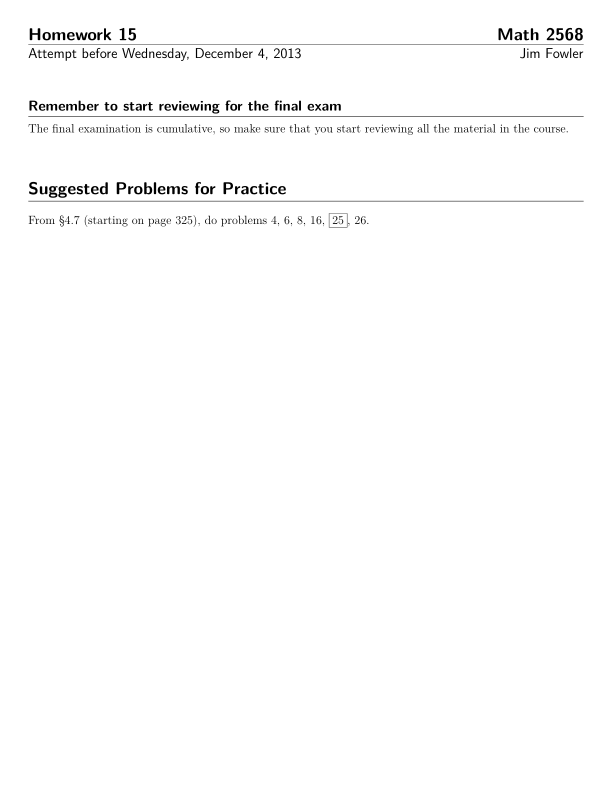 Homework 15 Math 2568
Attempt before Wednesday, December 4, 2013 Jim Fowler
Remember to start reviewing for the final exam
The final examination is cumulative, so make sure that you start reviewing all the material in the course.
Suggested Problems for Practice
From §4.7 (starting on page 325), do problems 4, 6, 8, 16, 25, 26.